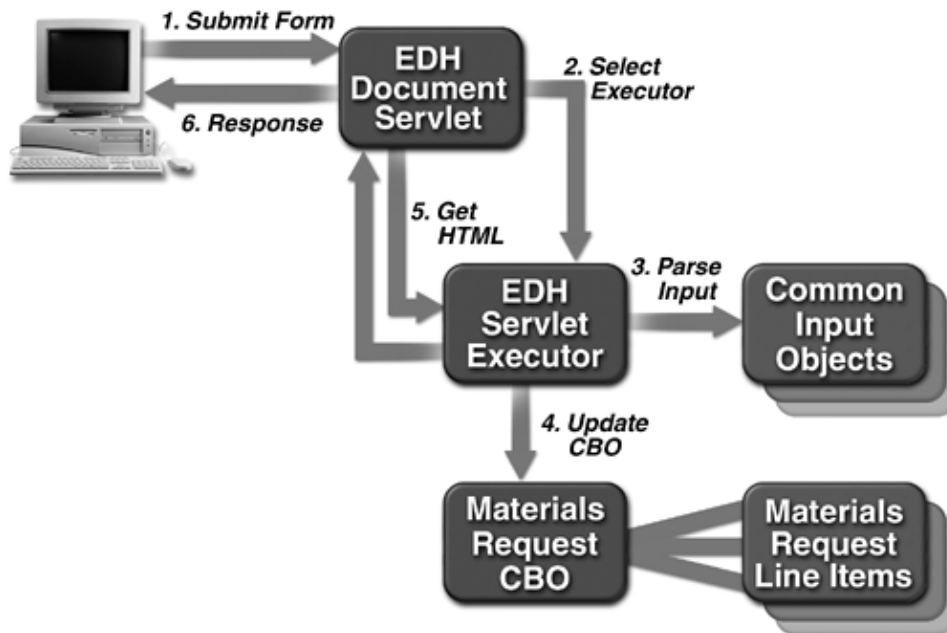 1. Submit Form
EDH
Document
Servlet
2. Select
Executor
6. Response
5. Get
HTML
EDH
Servlet
Executor
3. Parse
Input
Common
Input
Objects
4. Update
CBO
Materials
Request
CBO
Materials
Request
Line Items